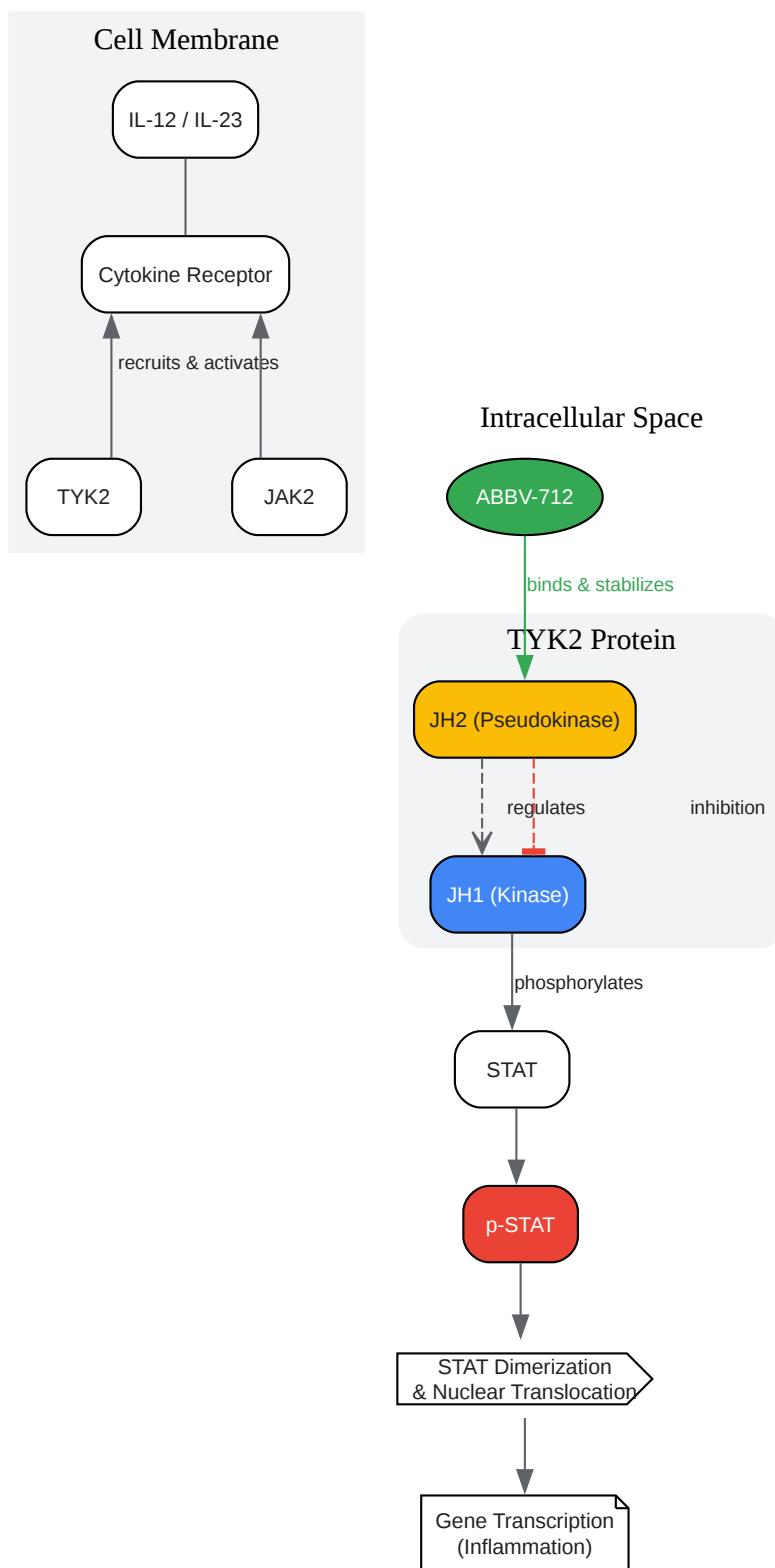 Cell Membrane
IL-12 / IL-23
Cytokine Receptor
recruits & activates
TYK2
JAK2
Intracellular Space
ABBV-712
binds & stabilizes
TYK2 Protein
JH2 (Pseudokinase)
regulates
inhibition
JH1 (Kinase)
phosphorylates
STAT
p-STAT
STAT Dimerization
& Nuclear Translocation
Gene Transcription
(Inflammation)